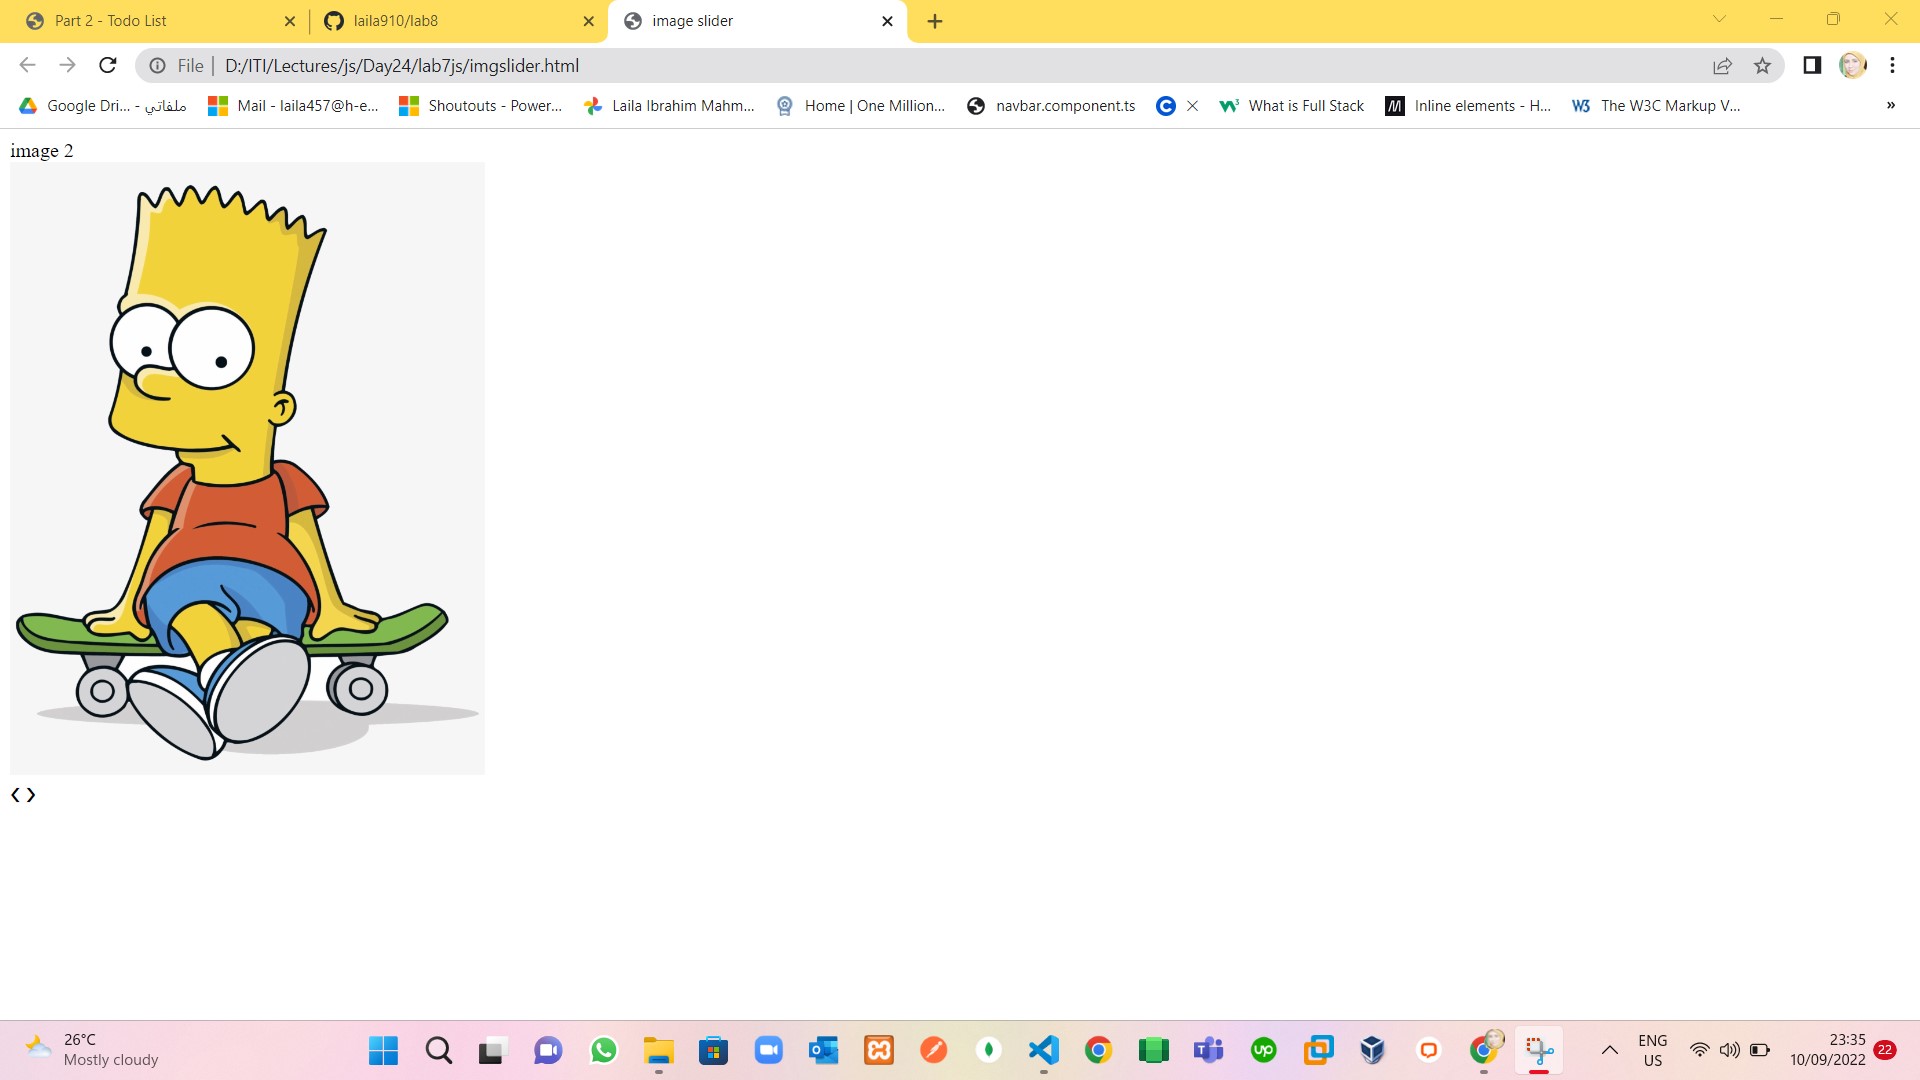 Part 2 - Todo List
laila910/lab8
image slider
File | D:/ITI/Lectures/js/Day24/lab7js/imgslider.html
Google Dri... - ملفاتي
Mail - laila457@h-e...
Shoutouts - Power...
Laila Ibrahim Mahm...
Home | One Million...
navbar.component.ts
What is Full Stack
Inline elements - H...
W3
The W3C Markup V...
»
image 2
‹ ›
26°C
Mostly cloudy
up
ENG
US
23:35
10/09/2022
22